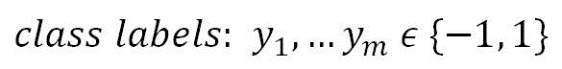 class labels: y₁, … yₘ ϵ {−1, 1}